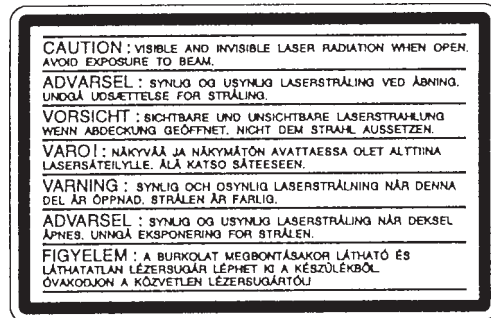 CAUTION : VISIBLE AND INVISIBLE LASER RADIATION WHEN OPEN.
AVOID EXPOSURE TO BEAM.
ADVARSEL : SYNLIG OG USYNLIG LASERSTRÅLING VED ÅBNING.
UNDGÅ UDSÆTTELSE FOR STRÅLING.
VORSICHT : SICHTBARE UND UNSICHTBARE LASERSTRAHLUNG
WENN ABDECKUNG GEÖFFNET. NICHT DEM STRAHL AUSSETZEN.
VARO! : NÄKYVÄÄ JA NÄKYMÄTÖN AVATTAESSA OLET ALTTIINA
LASERSÄTEILYLLE. ÄLÄ KATSO SÄTEESEEN.
VARNING : SYNLIG OCH OSYNLIG LASERSTRÅLNING NÄR DENNA
DEL ÄR ÖPPNAD. STRÅLEN ÄR FARLIG.
ADVARSEL : SYNLIG OG USYNLIG LASERSTRÅLING NÅR DEKSEL
ÅPNES. UNNGÅ EKSPONERING FOR STRÅLEN.
FIGYELEM : A BURKOLAT MEGBONTÁSAKOR LÁTHATÓ ÉS
LÁTHATATLAN LÉZERSUGÁR LÉPHET KI A KÉSZÜLÉKBŐL.
ÓVAKODJON A KÖZVETLEN LÉZERSUGÁRTÓL!